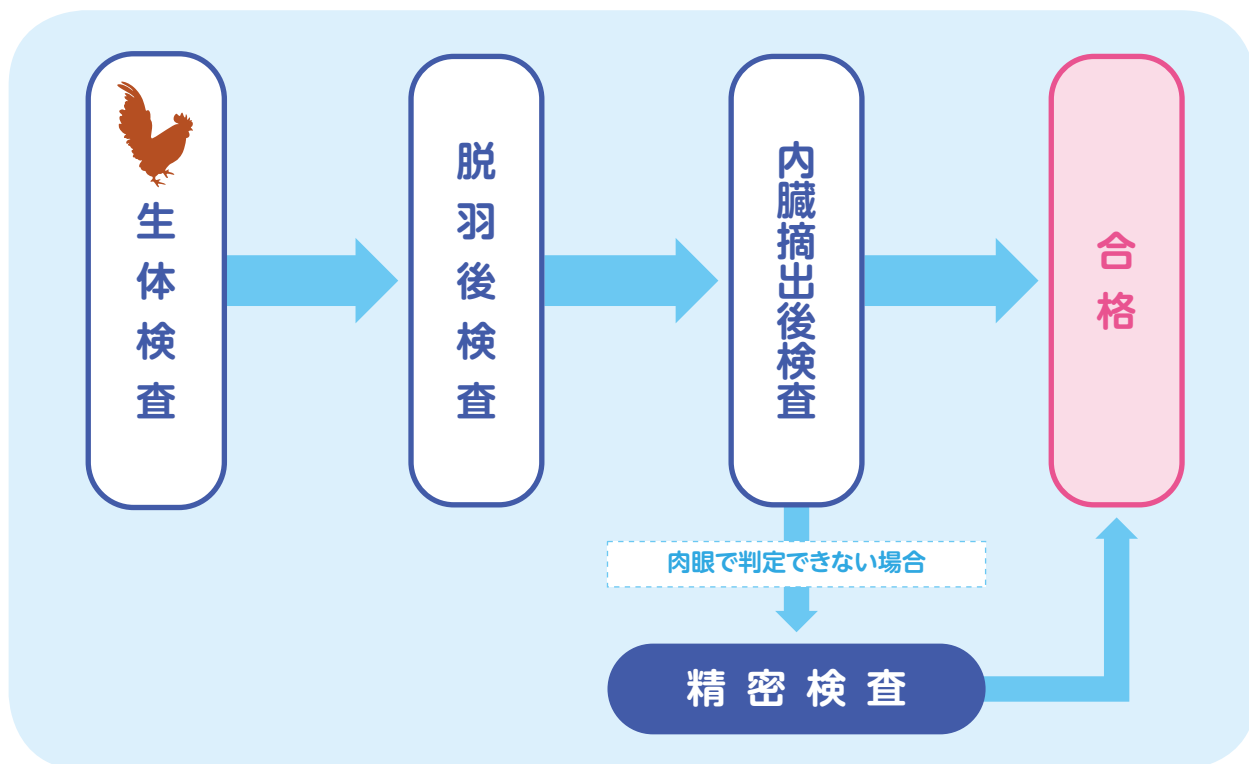 生体検査
脱羽後検査
内臓摘出後検査
合格
肉眼で判定できない場合
精密検査